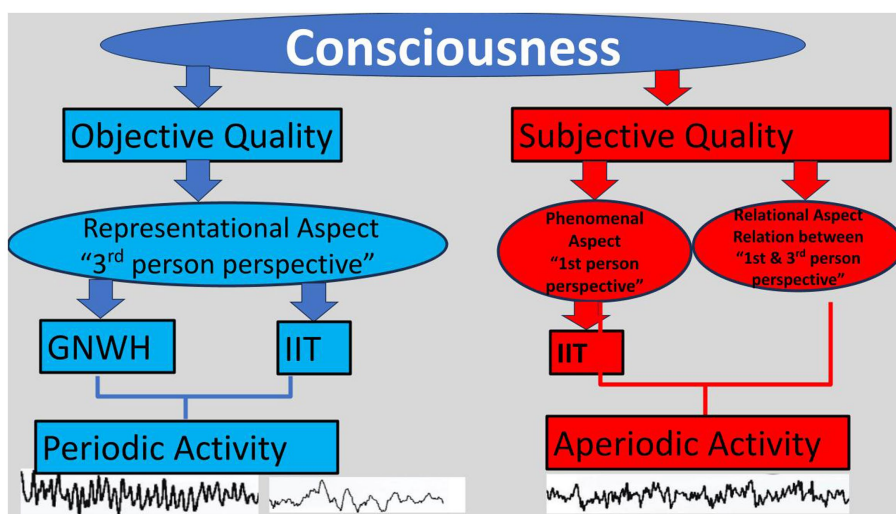 Consciousness
Objective Quality
Subjective Quality
Representational Aspect
“3rd person perspective”
Phenomenal
Aspect
“1st person
perspective”
Relational Aspect
Relation between
“1st & 3rd person
perspective”
GNWH
IIT
IIT
Periodic Activity
Aperiodic Activity